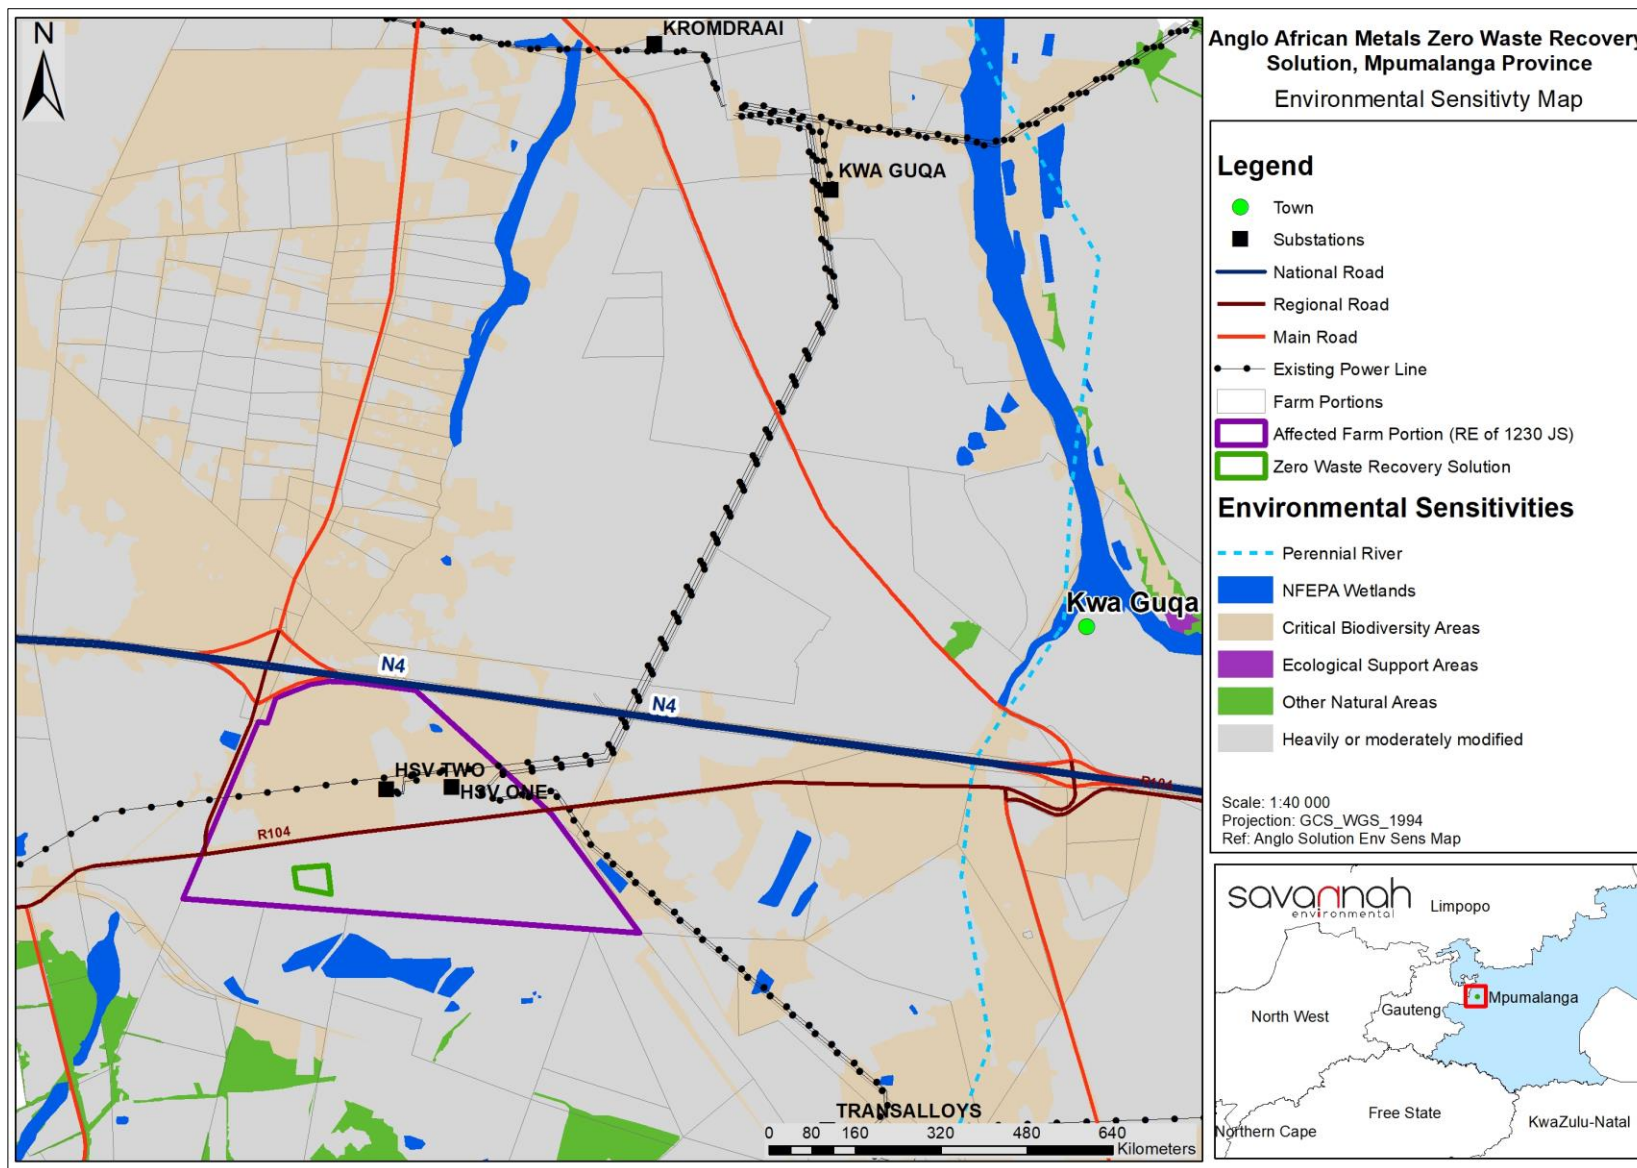 Anglo African Metals Zero Waste Recovery
Solution, Mpumalanga Province
Environmental Sensitivty Map
N
KROMDRAAI
KWA GUQA
Kwa Guqa
N4
N4
HSV TWO
HSV ONE
R104
R104
TRANSALLOYS
0 80 160 320 480 640
Kilometers
Legend
Town
Substations
National Road
Regional Road
Main Road
Existing Power Line
Farm Portions
Affected Farm Portion (RE of 1230 JS)
Zero Waste Recovery Solution
Environmental Sensitivities
Perennial River
NFEPA Wetlands
Critical Biodiversity Areas
Ecological Support Areas
Other Natural Areas
Heavily or moderately modified
Scale: 1:40 000
Projection: GCS_WGS_1994
Ref: Anglo Solution Env Sens Map
savannah
environmental
Limpopo
Mpumalanga
Gauteng
North West
Free State
KwaZulu-Natal
Northern Cape